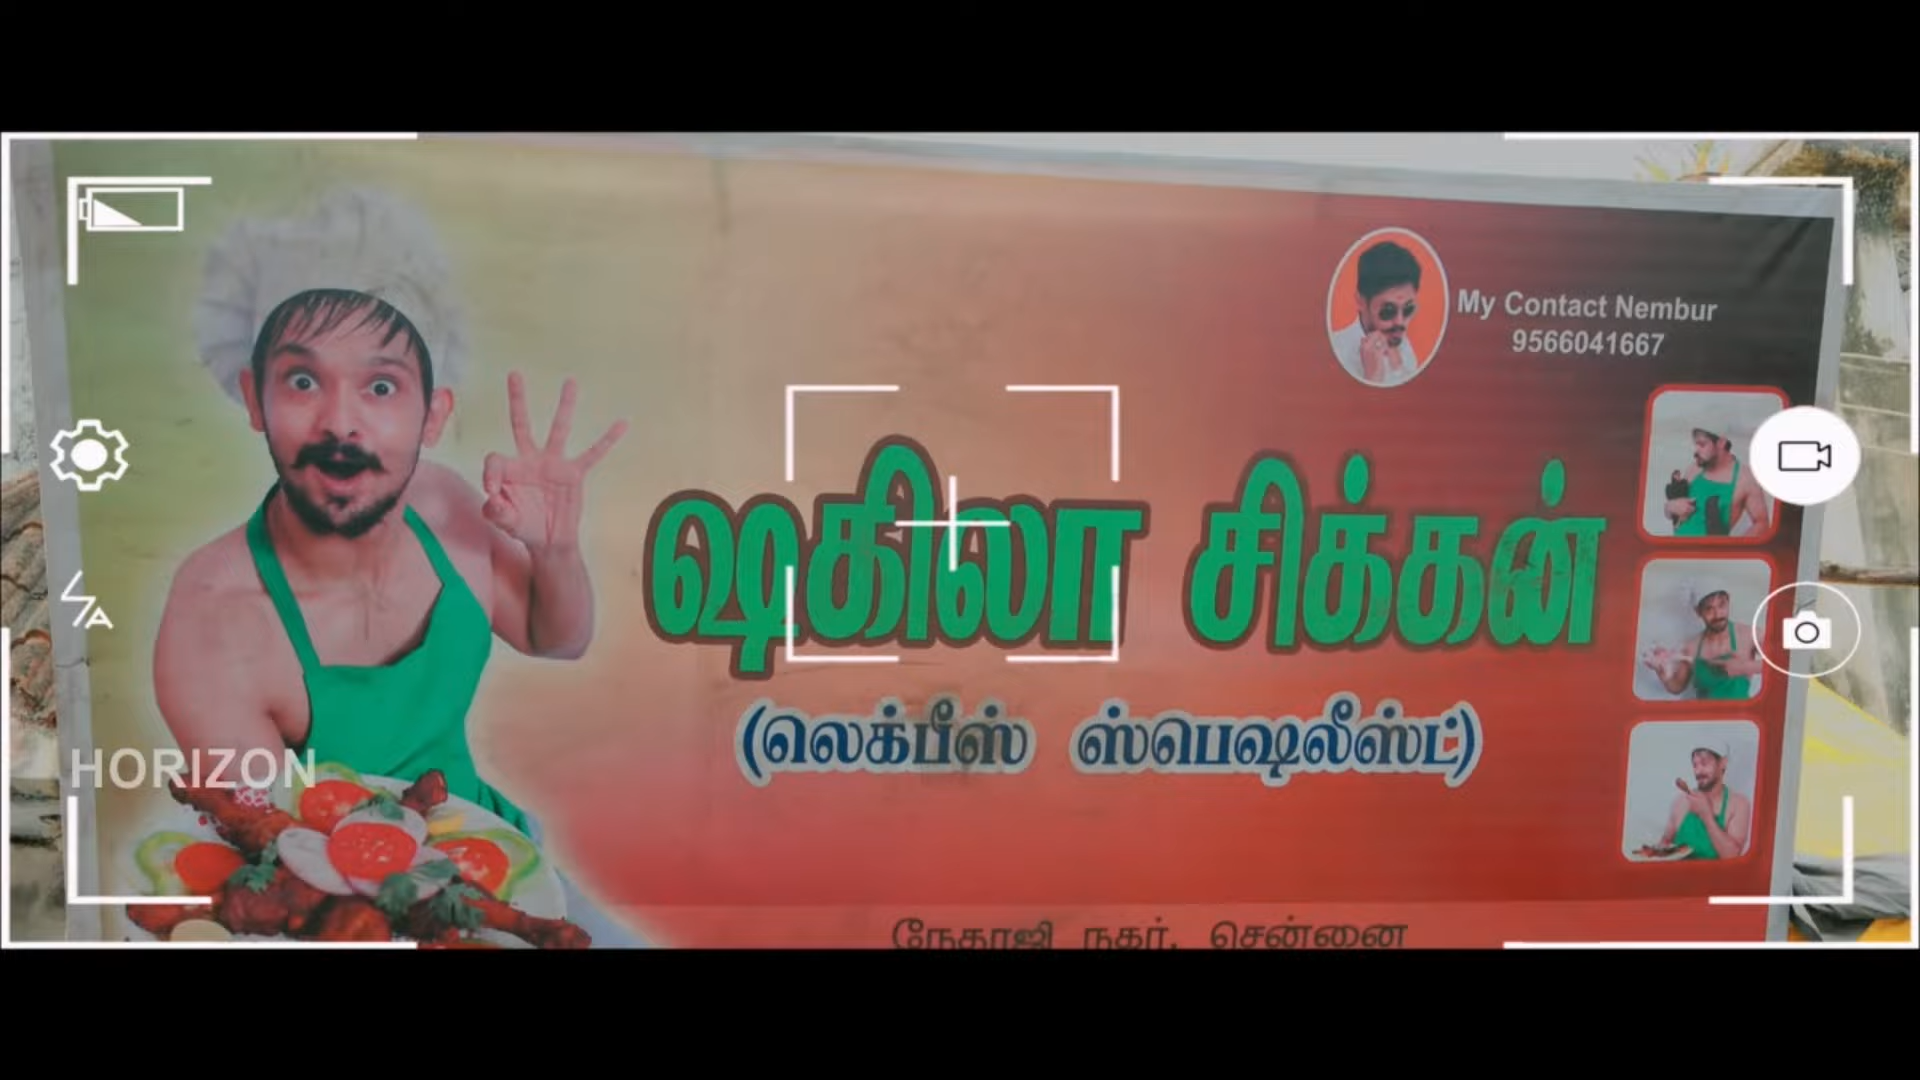 My Contact Nembur
9566041667
ஷகிலா சிக்கன்
(லெக்பீஸ் ஸ்பெஷலீஸ்ட்)
HORIZON
நேதாஜி நகர், சென்னை